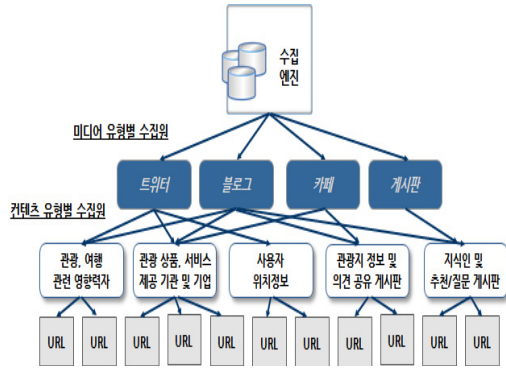 수집
엔진
미디어 유형별 수집원
트위터
블로그
카페
게시판
컨텐츠 유형별 수집원
관광, 여행
관련 영향력자
관광 상품, 서비스
제공 기관 및 기업
사용자
위치정보
관광지 정보 및
의견 공유 게시판
지식인 및
추천/질문 게시판
URL
URL
URL
URL
URL
URL
URL
URL
URL
URL
URL